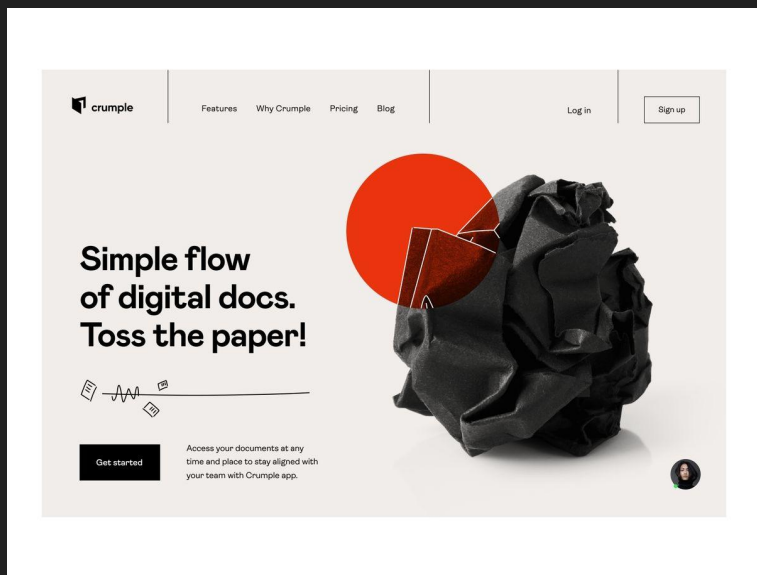 crumple
Features Why Crumple Pricing Blog
Log in
Sign up
Simple flow
of digital docs.
Toss the paper!
Get started
Access your documents at any
time and place to stay aligned with
your team with Crumple app.